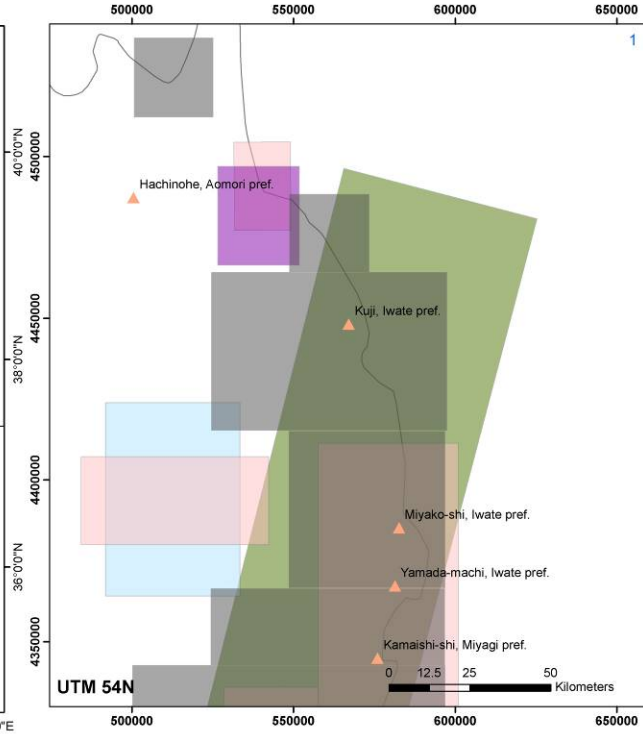 500000
550000
600000
650000
1
40°0'0"N
4500000
Hachinohe, Aomori pref.
Kuji, Iwate pref.
38°0'0"N
4450000
4400000
Miyako-shi, Iwate pref.
36°0'0"N
Yamada-machi, Iwate pref.
4350000
Kamaishi-shi, Miyagi pref.
UTM 54N
0 12.5 25 50
Kilometers
0"E
500000
550000
600000
650000